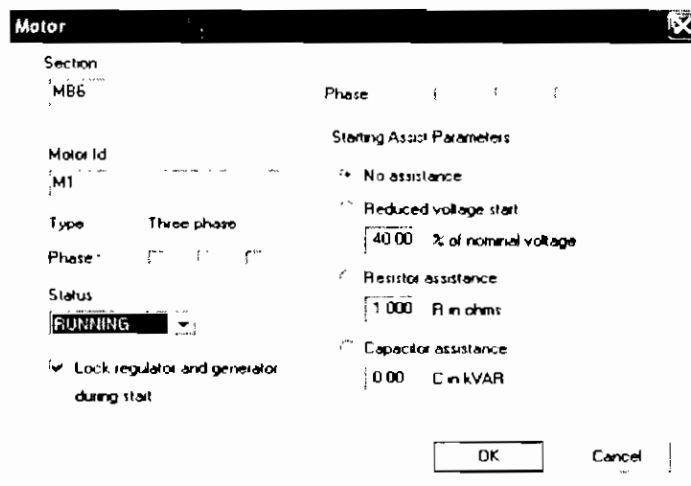 Motor
Section
MB6
Phase
Starting Assist Parameters
Motor Id
M1
No assistance
Reduced voltage start
Type Three phase
40.00 % of nominal voltage
Phase :
Resistor assistance
Status
1.000 R in ohms
RUNNING
Capacitor assistance
Lock regulator and generator
during start
0.00 C in kVAR
OK Cancel